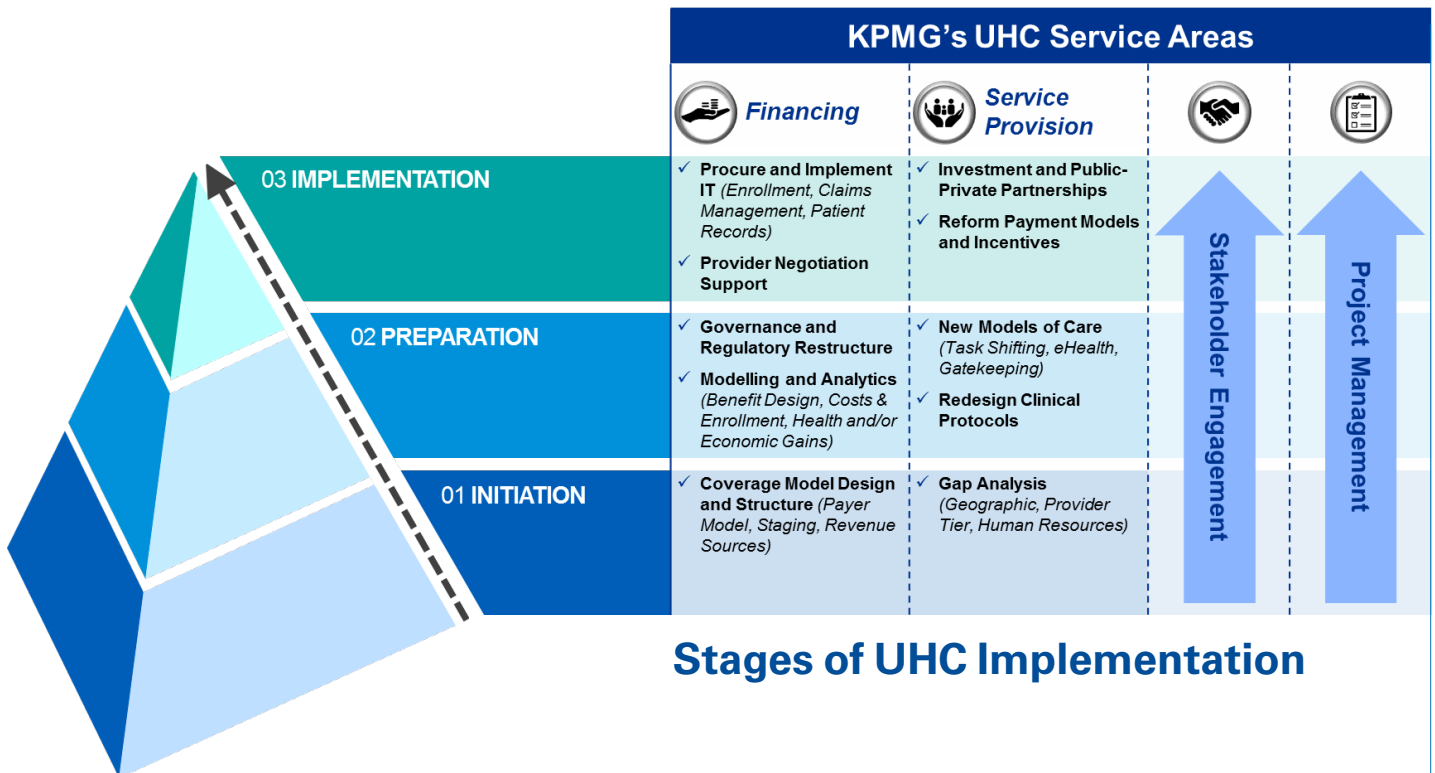 KPMG's UHC Service Areas
Financing
Service
Provision
03 IMPLEMENTATION
✓ Procure and Implement
IT (Enrollment, Claims
Management, Patient
Records)
✓ Provider Negotiation
Support
✓ Investment and Public-
Private Partnerships
✓ Reform Payment Models
and Incentives
02 PREPARATION
✓ Governance and
Regulatory Restructure
✓ Modelling and Analytics
(Benefit Design, Costs &
Enrollment, Health and/or
Economic Gains)
✓ New Models of Care
(Task Shifting, eHealth,
Gatekeeping)
✓ Redesign Clinical
Protocols
01 INITIATION
✓ Coverage Model Design
and Structure (Payer
Model, Staging, Revenue
Sources)
✓ Gap Analysis
(Geographic, Provider
Tier, Human Resources)
Stakeholder Engagement
Project Management
Stages of UHC Implementation